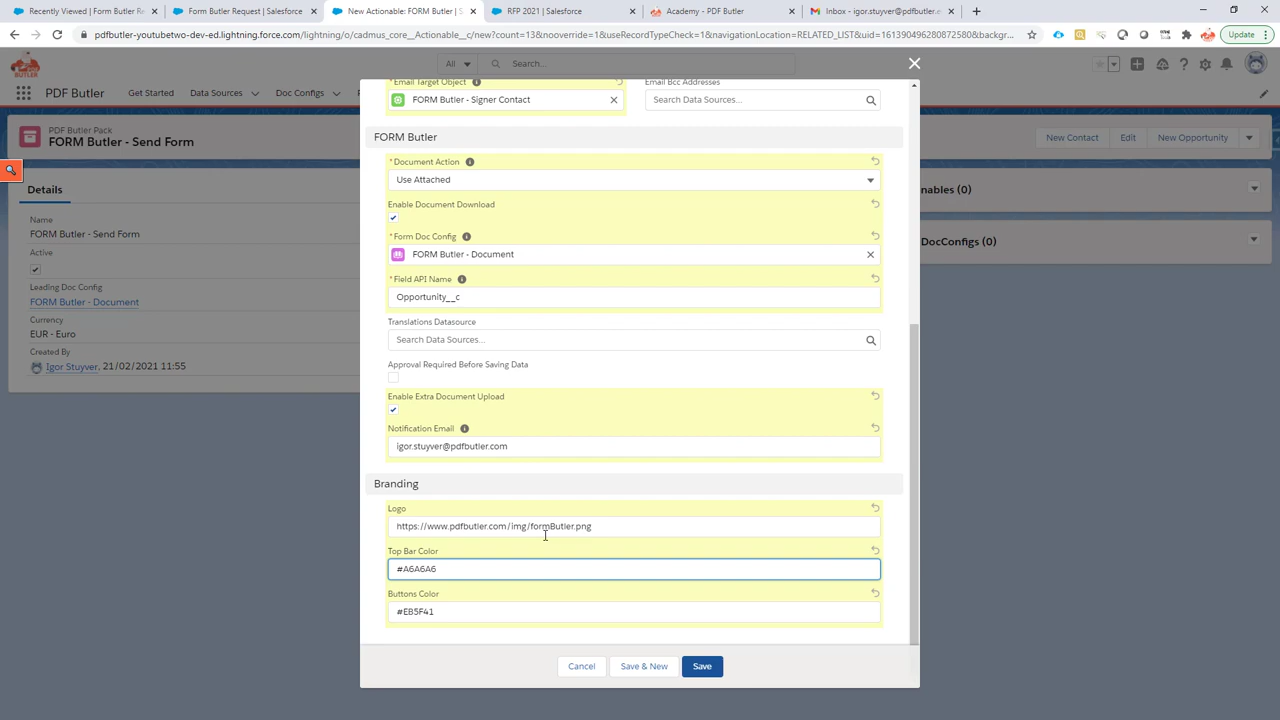 Recently Viewed | Form Butler Re
Form Butler Request | Salesforce
New Actionable: FORM Butler | S
RFP 2021 | Salesforce
Academy - PDF Butler
Inbox - igor.stuyver@pdfbutler.e
pdfbutler-youtubetwo-dev-ed.lightning.force.com/lightning/o/cadmus_core__Actionable__c/new?count=13&nooverride=1&useRecordTypeCheck=1&navigationLocation=RELATED_LIST&uid=161390496280872580&backgr...
Update
All
Search...
PDF Butler
Get Started
Data Sources
Doc Configs
PDF Butler Pack
FORM Butler - Send Form
New Contact
Edit
New Opportunity
Details
Name
FORM Butler - Send Form
Active
Leading Doc Config
FORM Butler - Document
Currency
EUR - Euro
Created By
Igor Stuyver, 21/02/2021 11:55
nables (0)
DocConfigs (0)
* Email Target Object
Email Bcc Addresses
FORM Butler - Signer Contact
Search Data Sources...
FORM Butler
* Document Action
Use Attached
Enable Document Download
* Form Doc Config
FORM Butler - Document
* Field API Name
Opportunity__c
Translations Datasource
Search Data Sources...
Approval Required Before Saving Data
Enable Extra Document Upload
Notification Email
igor.stuyver@pdfbutler.com
Branding
Logo
https://www.pdfbutler.com/img/formButler.png
Top Bar Color
#A6A6A6
Buttons Color
#EB5F41
Cancel
Save & New
Save